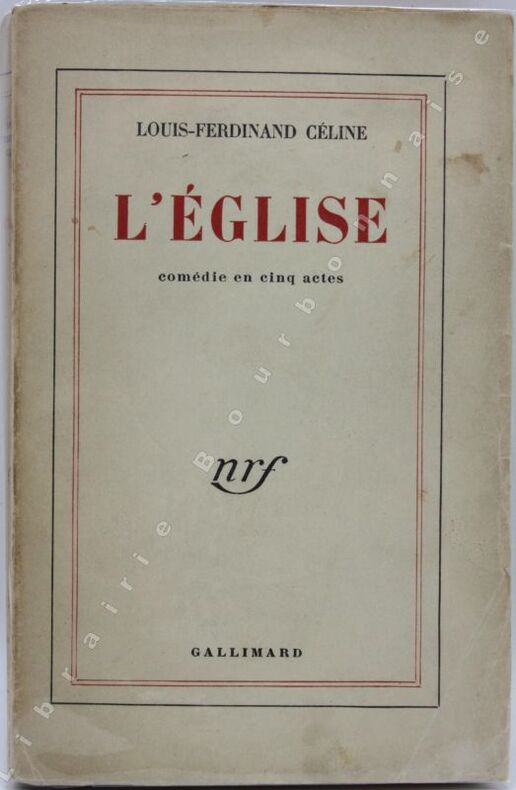 LOUIS-FERDINAND CÉLINE
L'ÉGLISE
comédie en cinq actes
nrf
GALLIMARD
Librairie Bourbonnaise